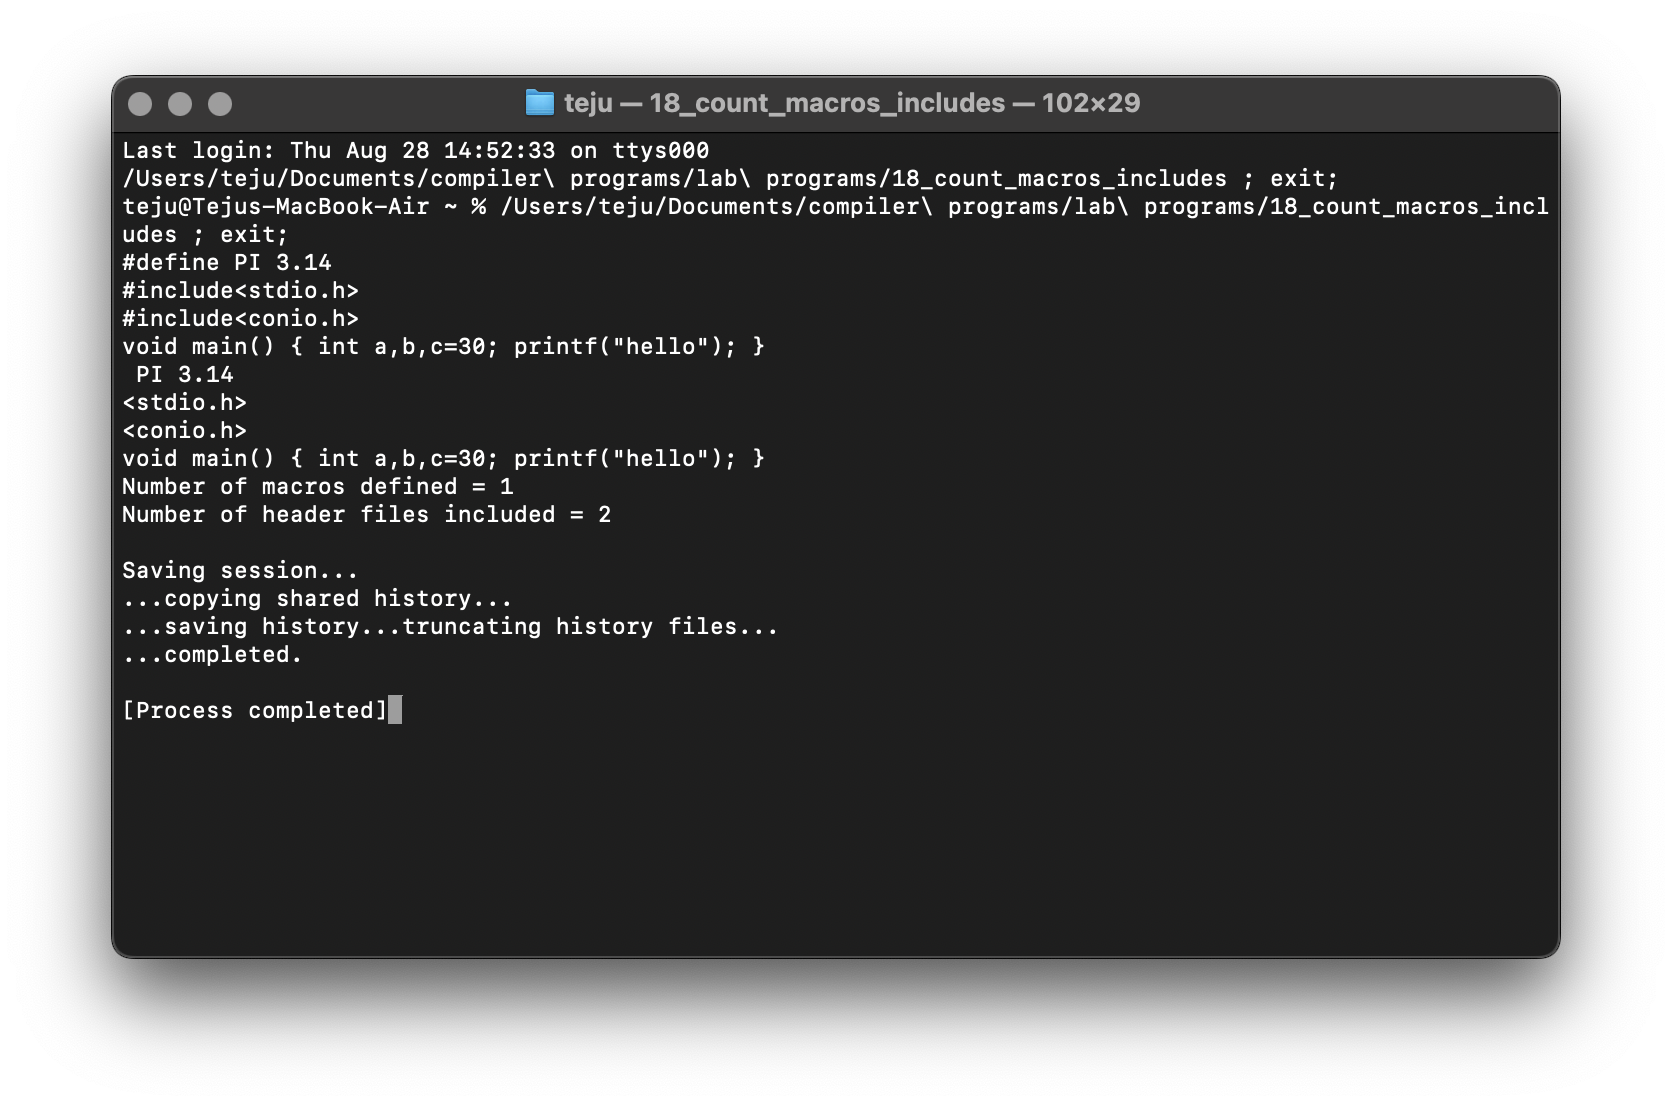 teju — 18_count_macros_includes — 102×29
Last login: Thu Aug 28 14:52:33 on ttys000
/Users/teju/Documents/compiler\ programs/lab\ programs/18_count_macros_includes ; exit;
teju@Tejus-MacBook-Air ~ % /Users/teju/Documents/compiler\ programs/lab\ programs/18_count_macros_incl
udes ; exit;
#define PI 3.14
#include<stdio.h>
#include<conio.h>
void main() { int a,b,c=30; printf("hello"); }
 PI 3.14
<stdio.h>
<conio.h>
void main() { int a,b,c=30; printf("hello"); }
Number of macros defined = 1
Number of header files included = 2

Saving session...
...copying shared history...
...saving history...truncating history files...
...completed.

[Process completed]